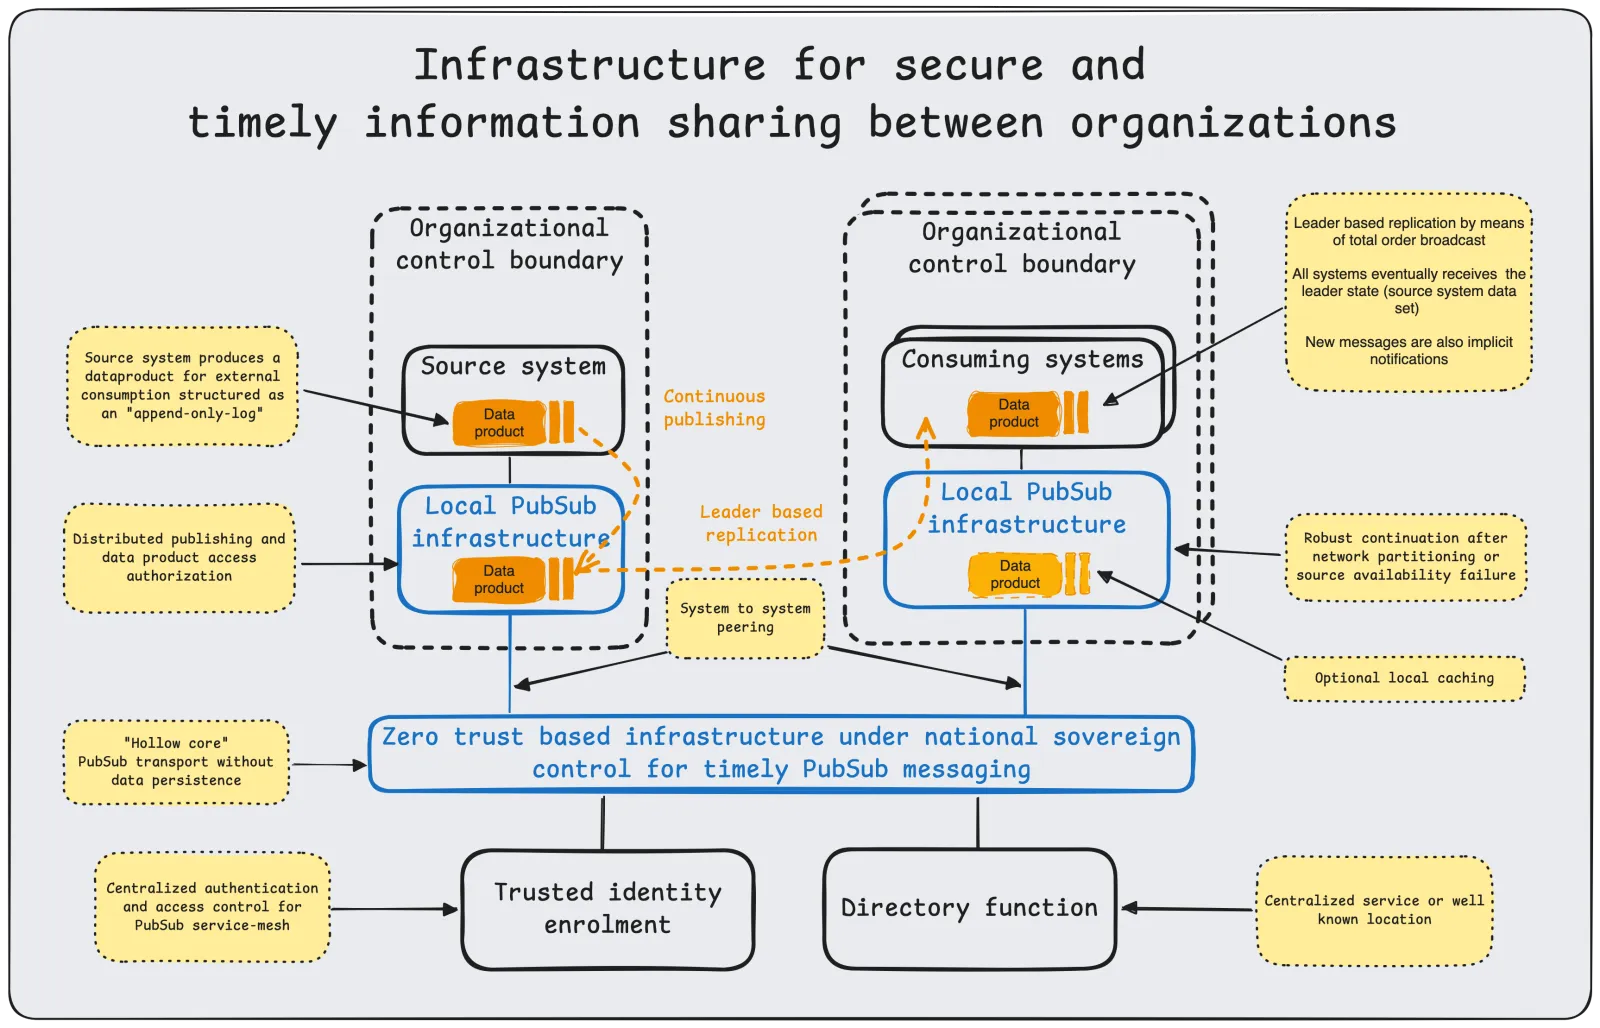 Infrastructure for secure and
timely information sharing between organizations
Organizational
control boundary
Organizational
control boundary
Leader based replication by means
of total order broadcast
All systems eventually receives the
leader state (source system data
set)
New messages are also implicit
notifications
Source system produces a
dataproduct for external
consumption structured as
an "append-only-log"
Source system
Data
product
Continuous
publishing
Consuming systems
Data
product
Distributed publishing and
data product access
authorization
Local PubSub
infrastructure
Data
product
Leader based
replication
Local PubSub
infrastructure
Data
product
Robust continuation after
network partitioning or
source availability failure
System to system
peering
Optional local caching
"Hollow core"
PubSub transport without
data persistence
Zero trust based infrastructure under national sovereign
control for timely PubSub messaging
Centralized authentication
and access control for
PubSub service-mesh
Trusted identity
enrolment
Directory function
Centralized service or well
known location